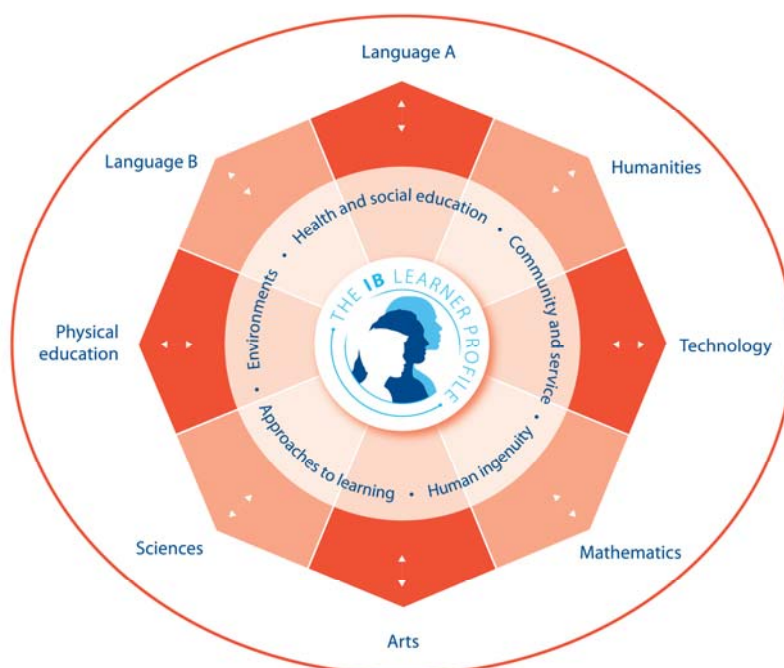 Language A
Language B
Humanities
Physical
education
Technology
Sciences
Mathematics
Arts
Health and social education
•
Community and service
•
Human ingenuity
•
Approaches to learning
•
Environments
•
THE IB LEARNER PROFILE